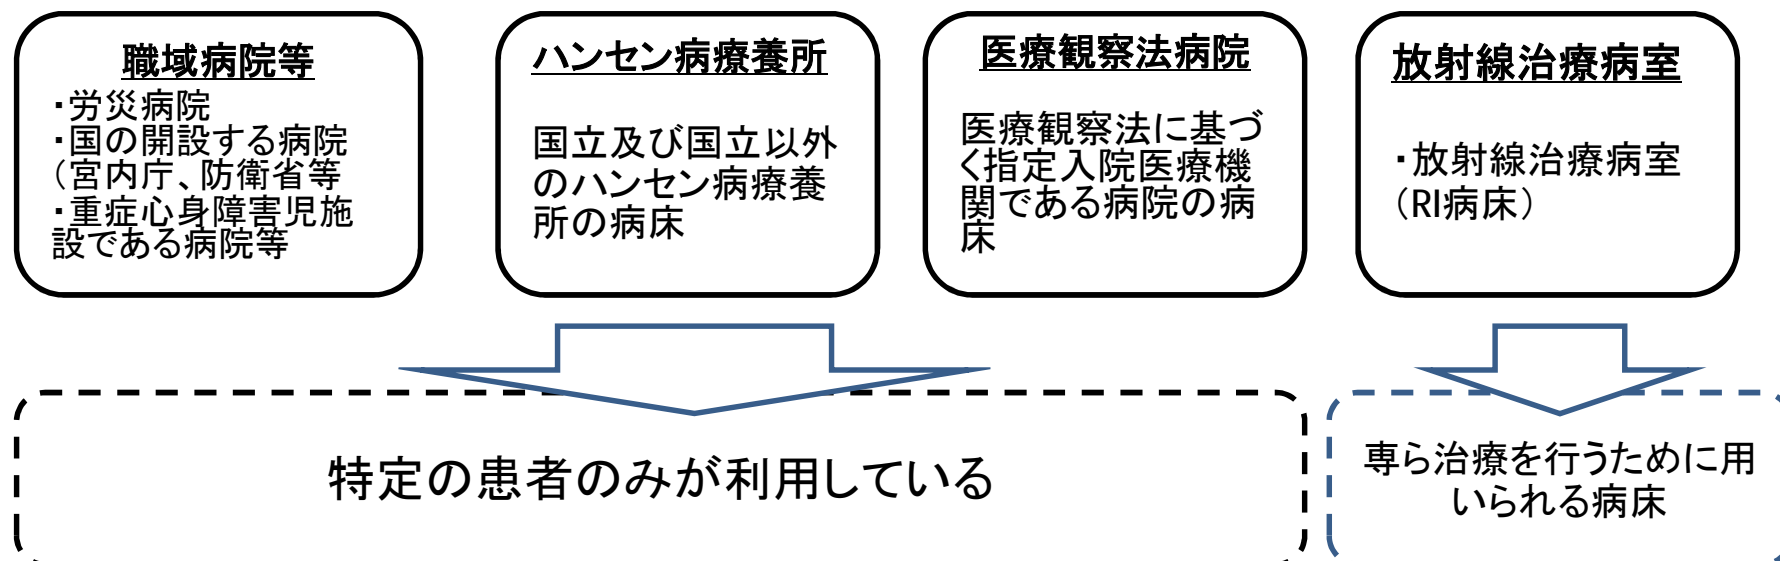 職域病院等
・労災病院
・国の開設する病院
（宮内庁、防衛省等
・重症心身障害児施
設である病院等
ハンセン病療養所
国立及び国立以外
のハンセン病療養
所の病床
医療観察法病院
医療観察法に基づ
く指定入院医療機
関である病院の病
床
放射線治療病室
・放射線治療病室
（RI病床）
特定の患者のみが利用している
専ら治療を行うために用
いられる病床